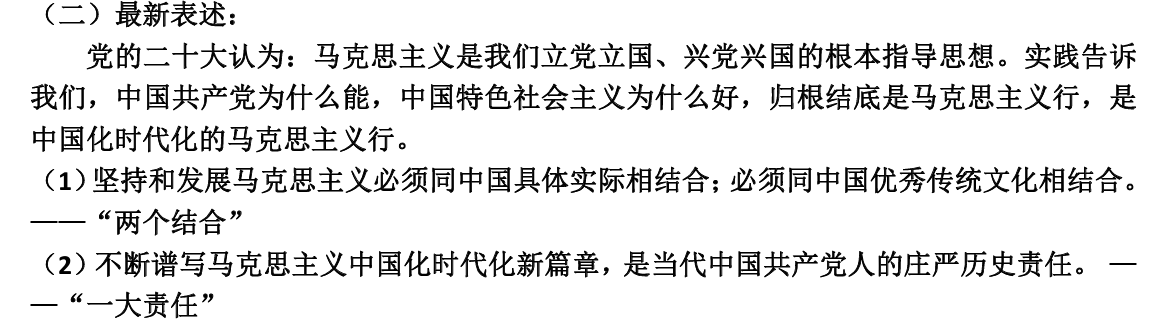 （二）最新表述：
党的二十大认为：马克思主义是我们立党立国、兴党兴国的根本指导思想。实践告诉
我们，中国共产党为什么能，中国特色社会主义为什么好，归根结底是马克思主义行，是
中国化时代化的马克思主义行。
（1）坚持和发展马克思主义必须同中国具体实际相结合；必须同中国优秀传统文化相结合。
——“两个结合”
（2）不断谱写马克思主义中国化时代化新篇章，是当代中国共产党人的庄严历史责任。 —
—“一大责任”